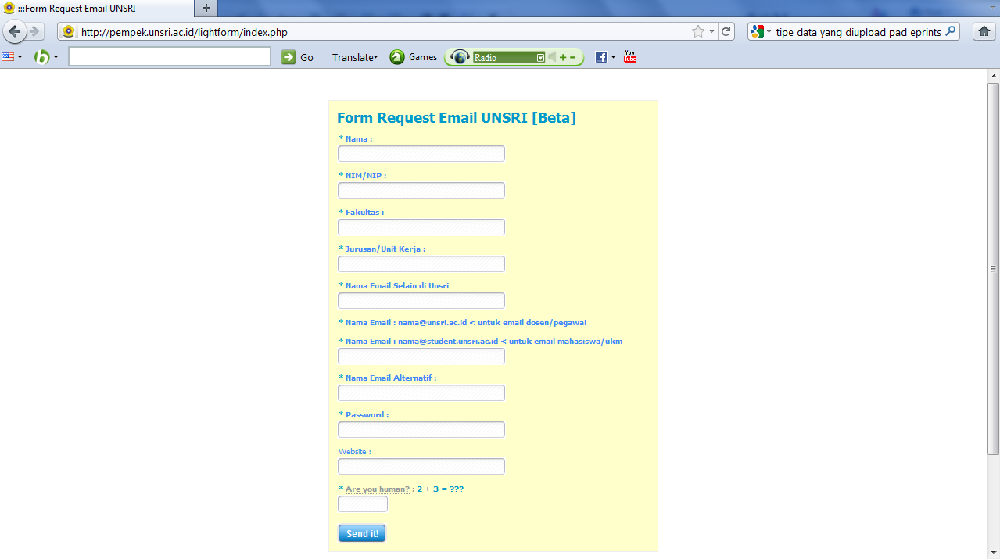 :::Form Request Email UNSRI
http://pempek.unsri.ac.id/lightform/index.php
tipe data yang diupload pad eprints
Go
Translate
Games
Radio
You
Tube
Form Request Email UNSRI [Beta]
* Nama :
* NIM/NIP :
* Fakultas :
* Jurusan/Unit Kerja :
* Nama Email Selain di Unsri
* Nama Email : nama@unsri.ac.id < untuk email dosen/pegawai
* Nama Email : nama@student.unsri.ac.id < untuk email mahasiswa/ukm
* Nama Email Alternatif :
* Password :
Website :
* Are you human? : 2 + 3 = ???
Send it!